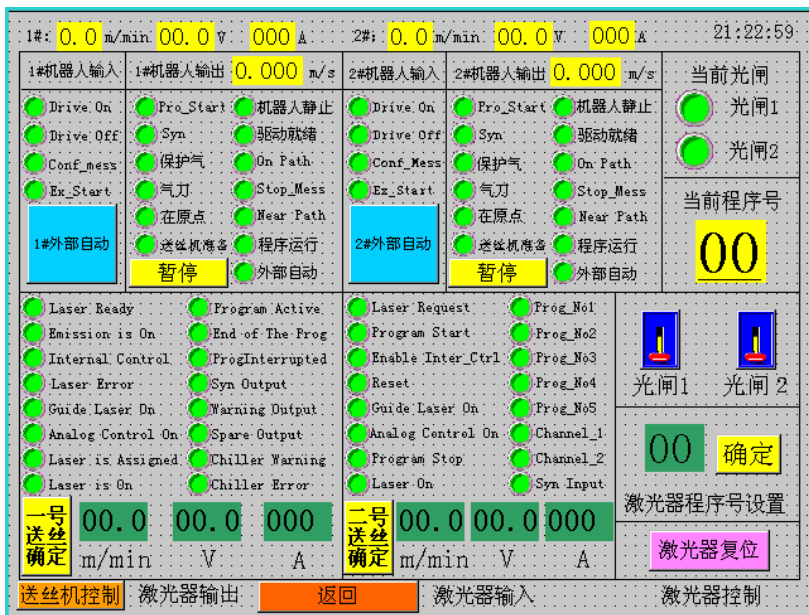 1#: 0.0 m/min 00.0 V 000 A 2#: 0.0 m/min 00.0 V 000 A 21:22:59
1#机器人输入 1#机器人输出 0.000 m/s 2#机器人输入 2#机器人输出 0.000 m/s 当前光闸
Drive On Pro_Start 机器人静止 Drive On Pro_Start 机器人静止 光闸1
Drive Off Syn 驱动就绪 Drive Off Syn 驱动就绪 光闸2
Conf_mess 保护气 On Path Conf_Mess 保护气 On Path
Ex_Start 气刀 Stop_Mess Ex_Start 气刀 Stop_Mess 当前程序号
在原点 Near Path 在原点 Near Path
1#外部自动 送丝机准备 程序运行 2#外部自动 送丝机准备 程序运行 00
暂停 外部自动 暂停 外部自动
Laser Ready Program Active Laser Request Prog_No1
Emission is On End of The Prog Program Start Prog_No2
Internal Control ProgInterrupted Enable Inter_Ctrl Prog_No3
Laser Error Syn Output Reset Prog_No4 光闸1 光闸 2
Guide Laser On Warning Output Guide Laser On Prog_No5
Analog Control On Spare Output Analog Control On Channel_1
Laser is Assigned Chiller Warning Program Stop Channel_2 00 确定
Laser is On Chiller Error Laser On Syn Input
激光器程序号设置
一号
送丝
确定
00.0 00.0 000
m/min V A
二号
送丝
确定
00.0 00.0 000
m/min V A
激光器复位
送丝机控制 激光器输出 返回 激光器输入 激光器控制